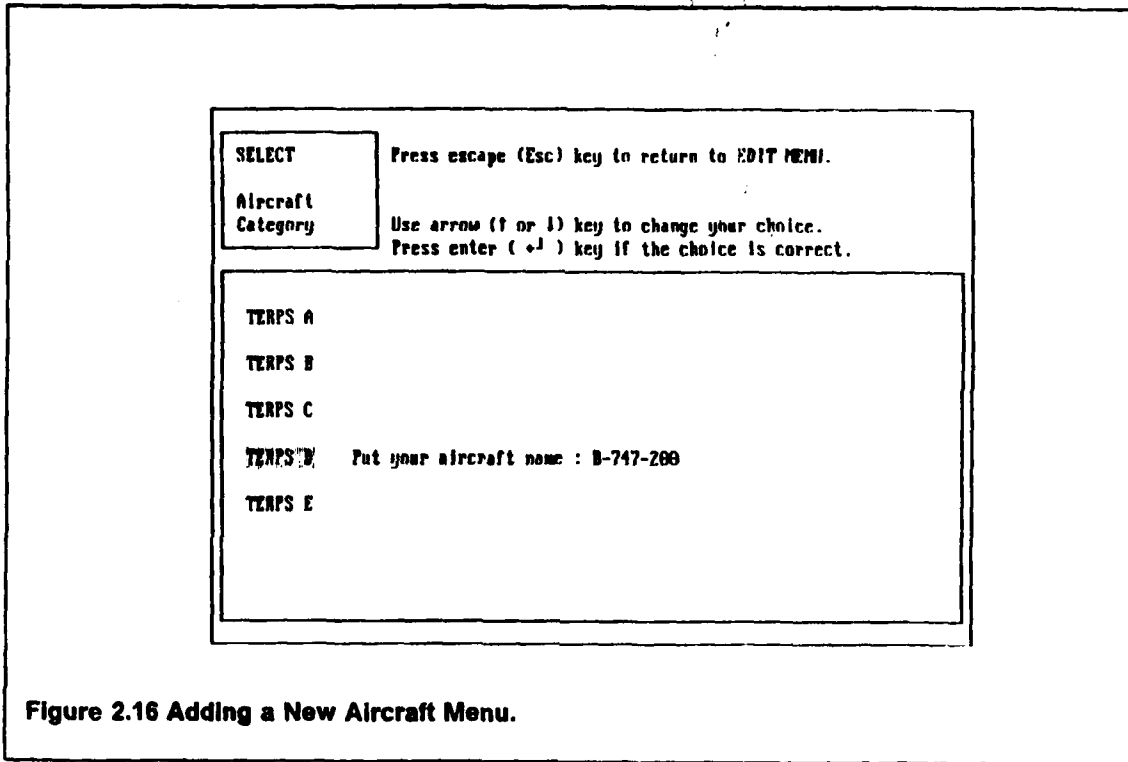 SELECT
Press escape (Esc) key to return to EDIT MENU.
Aircraft
Category
Use arrow (↑ or ↓) key to change your choice.
Press enter ( ↵ ) key if the choice is correct.
TERPS A
TERPS B
TERPS C
TERPS D Put your aircraft name : B-747-200
TERPS E
Figure 2.16 Adding a New Aircraft Menu.